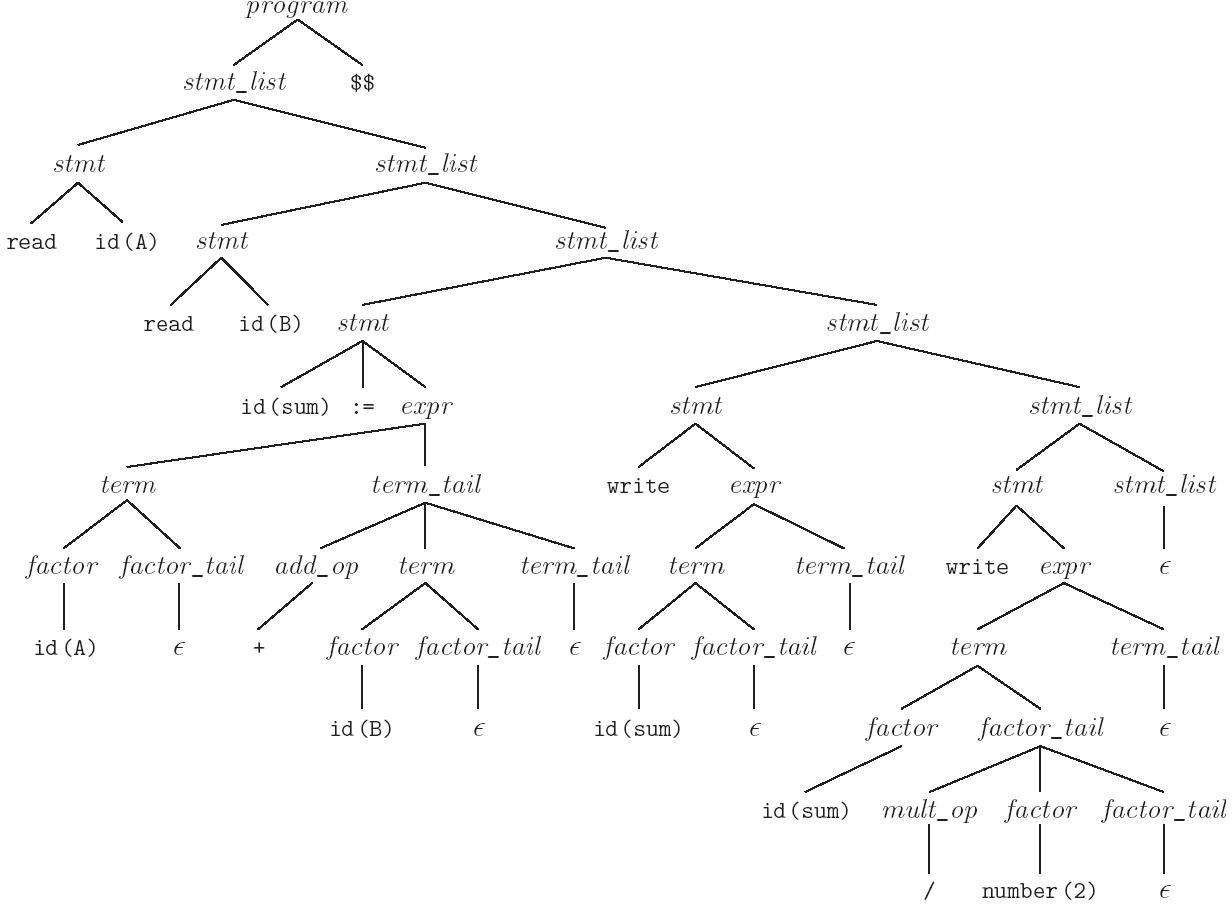 program
stmt_list $$
stmt stmt_list
read id(A) stmt stmt_list
read id(B) stmt stmt_list
id(sum) := expr stmt stmt_list
term term_tail write expr stmt stmt_list
factor factor_tail add_op term term_tail term term_tail write expr ϵ
id(A) ϵ + factor factor_tail ϵ factor factor_tail ϵ term term_tail
id(B) ϵ id(sum) ϵ factor factor_tail ϵ
id(sum) mult_op factor factor_tail
/ number(2) ϵ